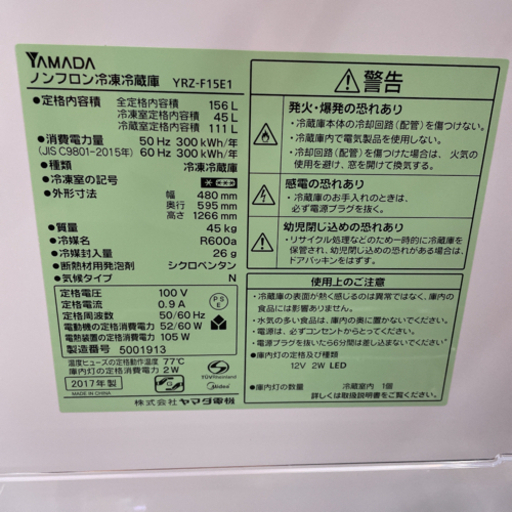 YAMADA
ノンフロン冷凍冷蔵庫 YRZ-F15E1
●定格内容積 全定格内容積 156 L
冷凍室定格内容積 45 L
冷蔵室定格内容積 111 L
●消費電力量 50 Hz 300 kWh/年
(JIS C9801-2015年) 60 Hz 300 kWh/年
●種類 冷凍冷蔵庫
●冷凍室の記号
●外形寸法 幅 480 mm
奥行 595 mm
高さ 1266 mm
●質量 45 kg
●冷媒名 R600a
●冷媒封入量 26 g
●断熱材用発泡剤 シクロペンタン
●気候タイプ N
定格電圧 100 V
定格電流 0.9 A
定格周波数 50/60 Hz
電動機の定格消費電力 52/60 W
電熱装置の定格消費電力 105 W
製造番号 5001913
PSE
温度ヒューズの定格動作温度 77℃
庫内灯の定格消費電力 2 W
2017年製
MADE IN CHINA
G
TÜVRheinland
Midea
株式会社ヤマダ電機
警告
発火・爆発の恐れあり
・冷蔵庫本体の冷却回路（配管）を傷つけない。
・冷蔵庫内で電気製品を使用しない。
・冷却回路（配管）を傷つけた場合は、火気の
使用を避け、窓を開けて換気する。
感電の恐れあり
・冷蔵庫のお手入れのときは、
必ず電源プラグを抜く。
幼児閉じ込めの恐れあり
・リサイクル処理などのため一時的に冷蔵庫を
保管され、幼児閉じ込めの恐れがある場合は、
ドアパッキンをはずす。
使用上のご注意
・冷蔵庫の表面が熱く感じるのは異常ではなく、庫内の
食品には影響ありません。
・水気の多い食品は、庫内の奥に置かないでください。
・電源は、必ずコンセントからとってください。
・電源プラグを抜いたら5分以上待ってください。
●庫内灯の定格及び種類
12V 2W LED
●庫内灯の数量 冷蔵室内 1個
詳しくは取扱説明書をご覧ください。